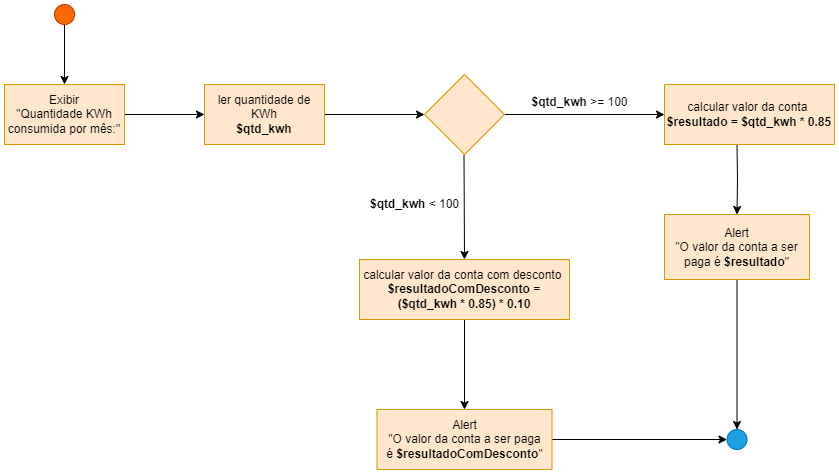 Exibir
"Quantidade KWh
consumida por mês:"
ler quantidade de
KWh
$qtd_kwh
$qtd_kwh >= 100
calcular valor da conta
$resultado = $qtd_kwh * 0.85
$qtd_kwh < 100
Alert
"O valor da conta a ser
paga é $resultado"
calcular valor da conta com desconto
$resultadoComDesconto =
($qtd_kwh * 0.85) * 0.10
Alert
"O valor da conta a ser paga
é $resultadoComDesconto"